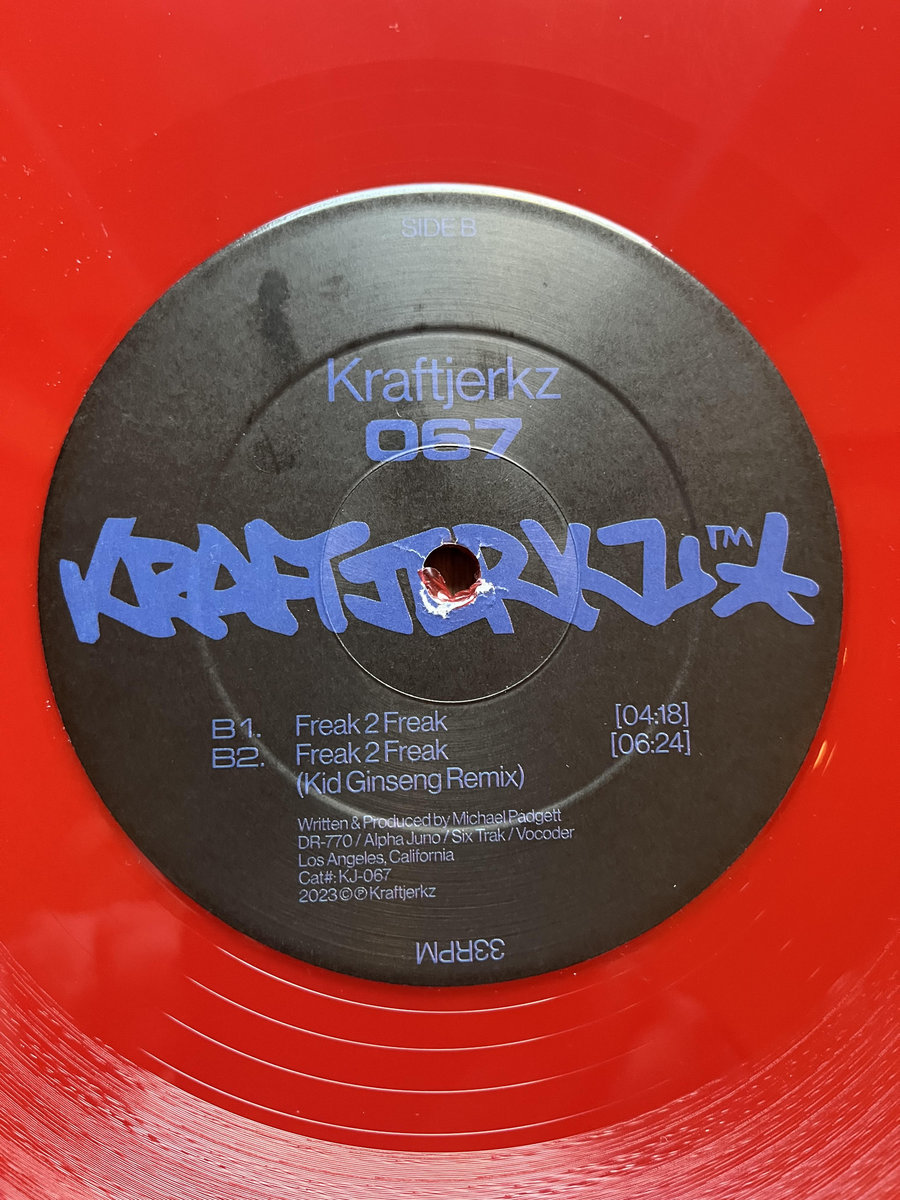 SIDE B
Kraftjerkz
067
KRAFTJERKZ™
B1. Freak 2 Freak [04:18]
B2. Freak 2 Freak [06:24]
(Kid Ginseng Remix)
Written & Produced by Michael Padgett
DR-770 / Alpha Juno / Six Trak / Vocoder
Los Angeles, California
Cat#: KJ-067
2023 © ℗ Kraftjerkz
33RPM